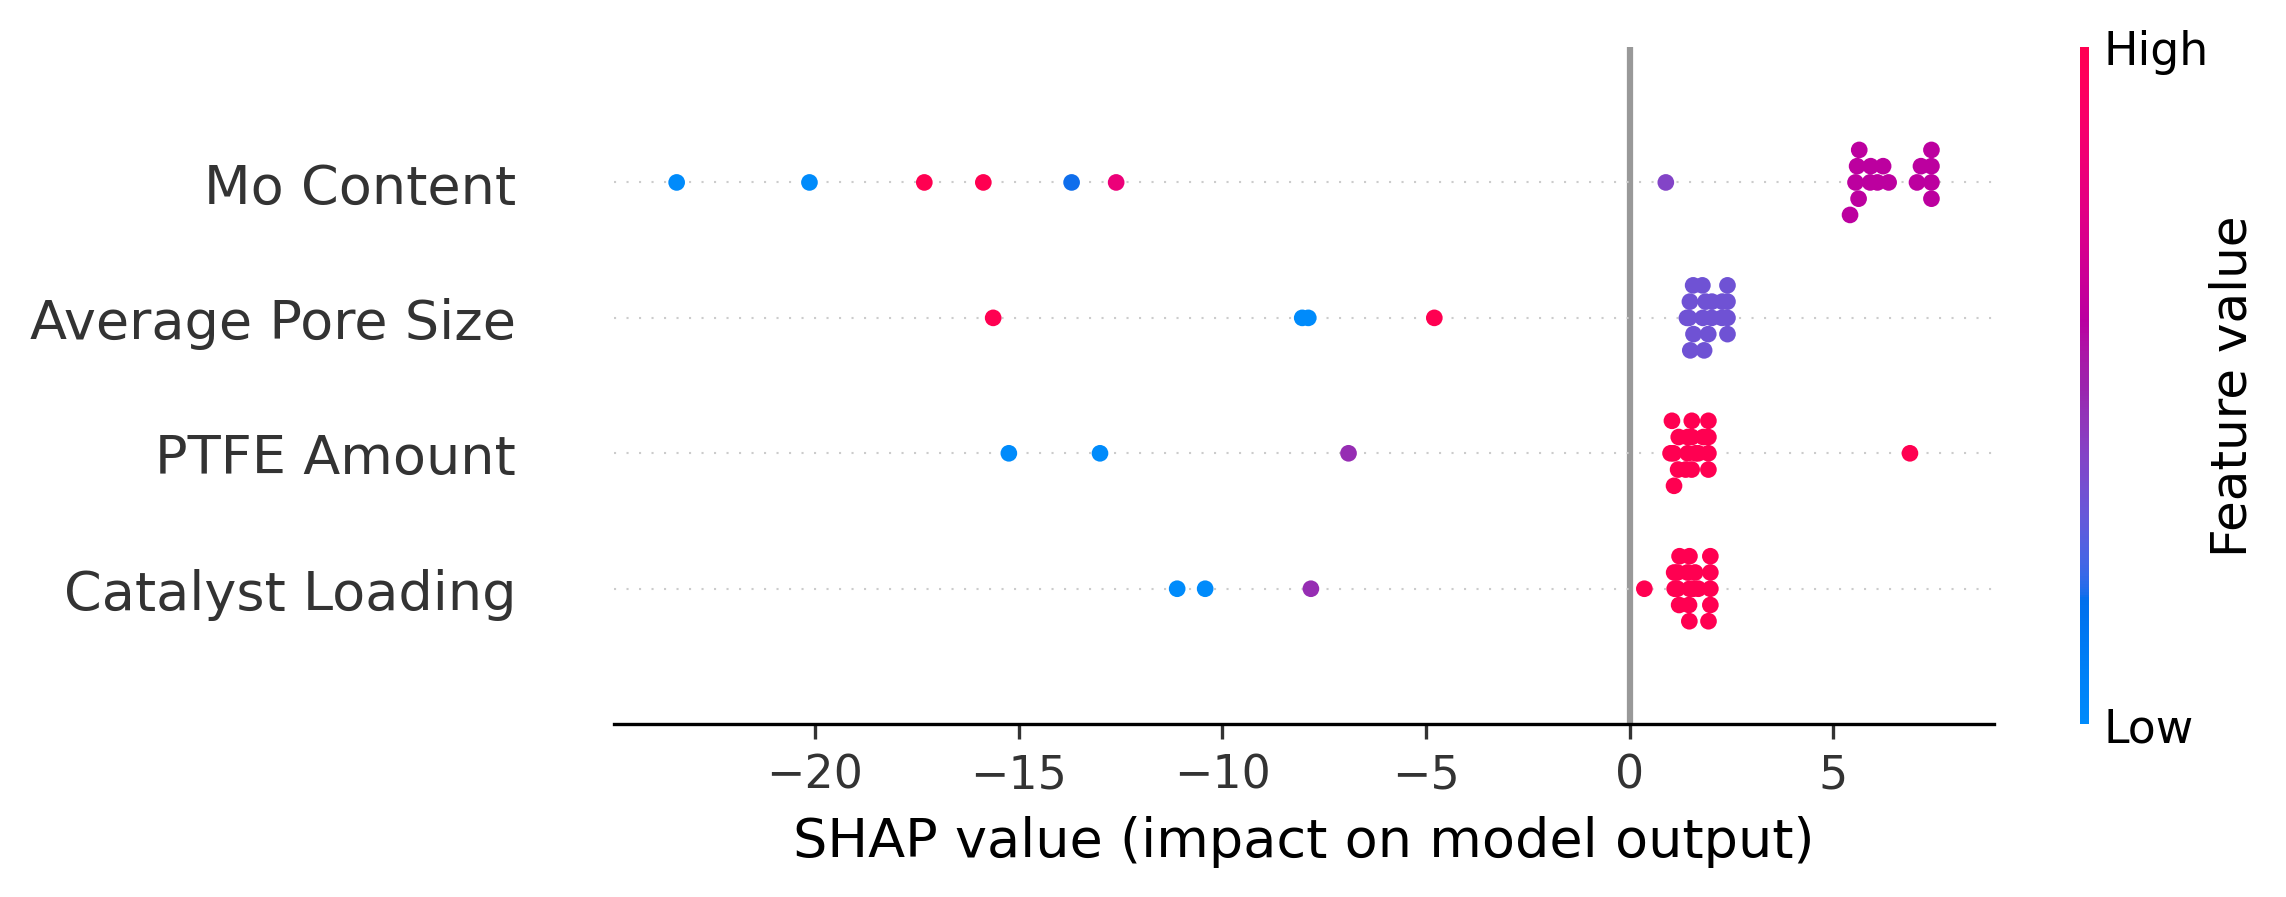 High
Mo Content
Average Pore Size
PTFE Amount
Catalyst Loading
Feature value
Low
−20 −15 −10 −5 0 5
SHAP value (impact on model output)